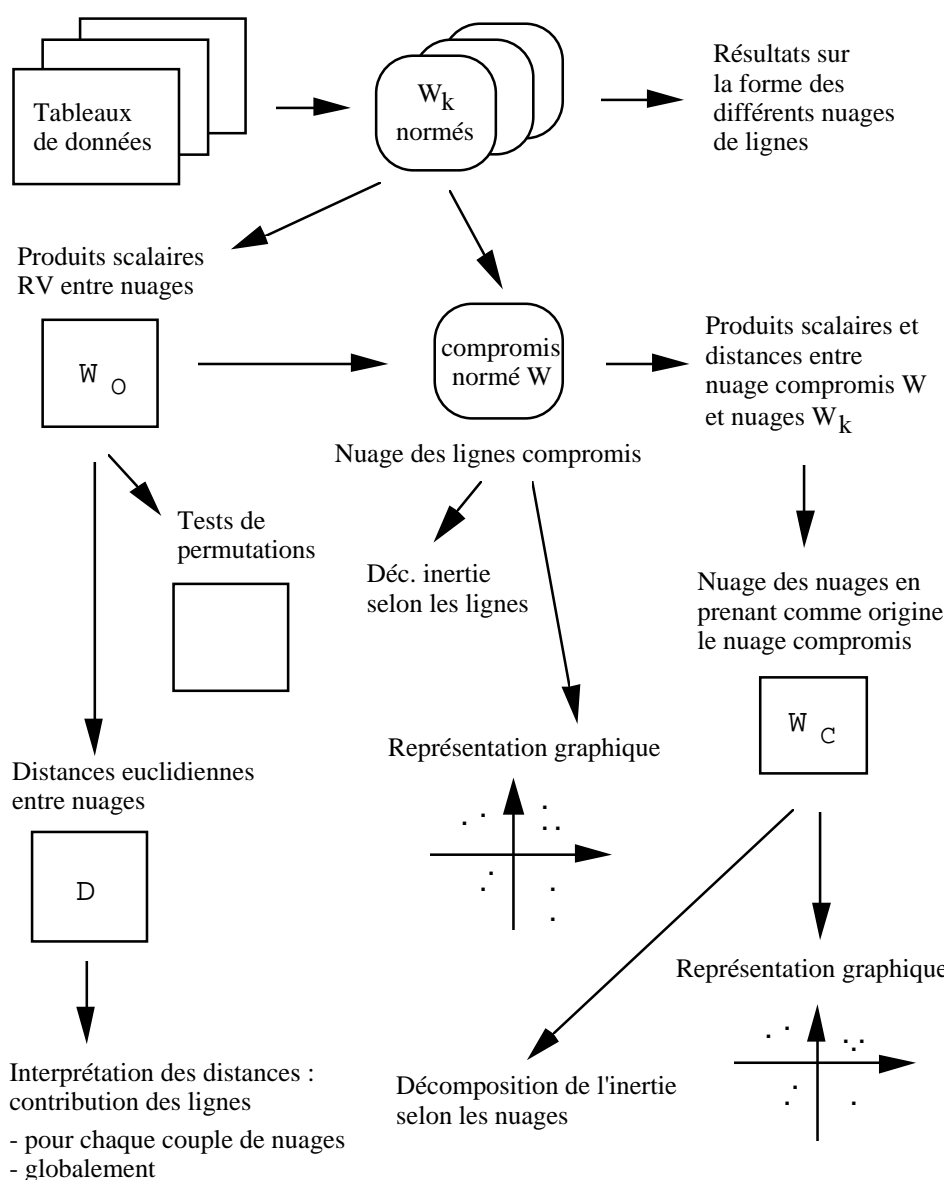 Tableaux
de données
W
k
normés
Résultats sur
la forme des
différents nuages
de lignes
Produits scalaires
RV entre nuages
W O
compromis
normé W
Produits scalaires et
distances entre
nuage compromis W
et nuages Wk
Nuage des lignes compromis
Tests de
permutations
Déc. inertie
selon les lignes
Nuage des nuages en
prenant comme origine
le nuage compromis
W C
Représentation graphique
Distances euclidiennes
entre nuages
D
Représentation graphique
Interprétation des distances :
contribution des lignes
- pour chaque couple de nuages
- globalement
Décomposition de l'inertie
selon les nuages